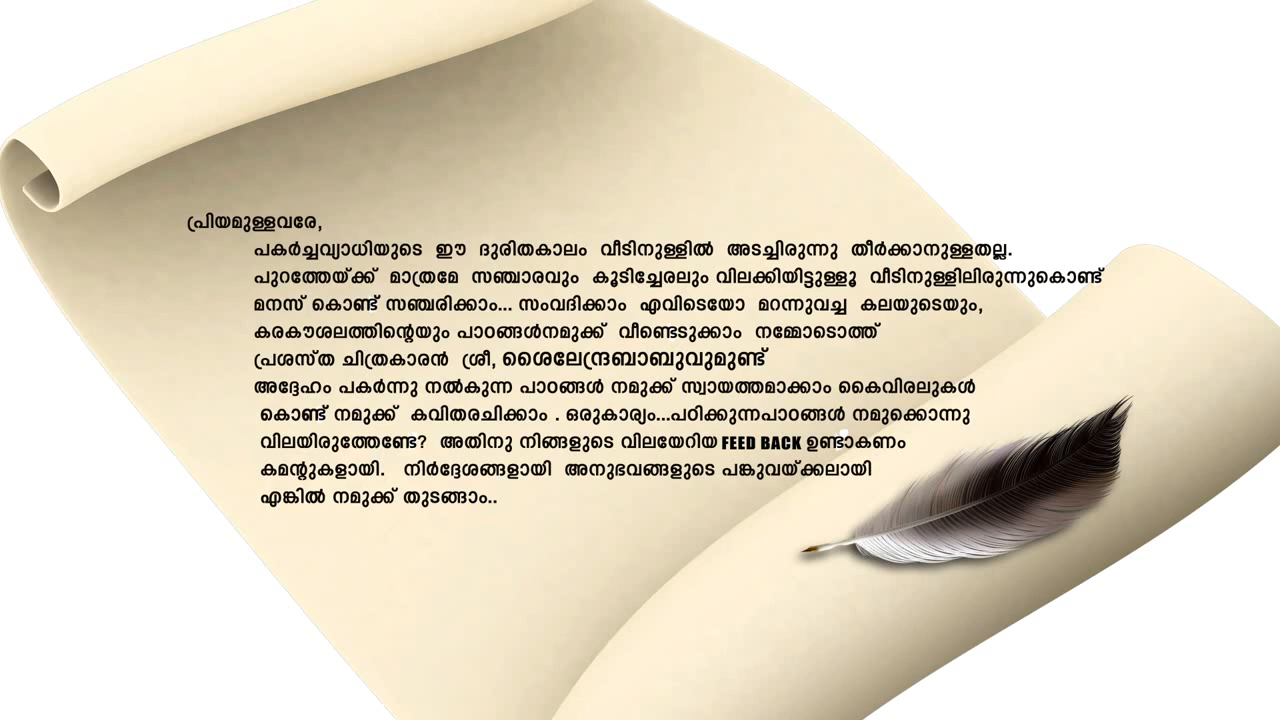 പ്രിയമുള്ളവരേ,
പകർച്ചവ്യാധിയുടെ ഈ ദുരിതകാലം വീടിനുള്ളിൽ അടച്ചിരുന്നു തീർക്കാനുള്ളതല്ല.
പുറത്തേയ്ക്ക് മാത്രമേ സഞ്ചാരവും കൂടിച്ചേരലും വിലക്കിയിട്ടുള്ളൂ വീടിനുള്ളിലിരുന്നുകൊണ്ട്
മനസ് കൊണ്ട് സഞ്ചരിക്കാം... സംവദിക്കാം എവിടെയോ മറന്നുവച്ച കലയുടെയും,
കരകൗശലത്തിന്റെയും പാഠങ്ങൾനമുക്ക് വീണ്ടെടുക്കാം നമ്മോടൊത്ത്
പ്രശസ്ത ചിത്രകാരൻ ശ്രീ, ശൈലേന്ദ്രബാബുവുമുണ്ട്
അദ്ദേഹം പകർന്നു നൽകുന്ന പാഠങ്ങൾ നമുക്ക് സ്വായത്തമാക്കാം കൈവിരലുകൾ
കൊണ്ട് നമുക്ക് കവിതരചിക്കാം . ഒരുകാര്യം...പഠിക്കുന്നപാഠങ്ങൾ നമുക്കൊന്നു
വിലയിരുത്തേണ്ടേ? അതിനു നിങ്ങളുടെ വിലയേറിയ FEED BACK ഉണ്ടാകണം
കമന്റുകളായി. നിർദ്ദേശങ്ങളായി അനുഭവങ്ങളുടെ പങ്കുവയ്ക്കലായി
എങ്കിൽ നമുക്ക് തുടങ്ങാം..